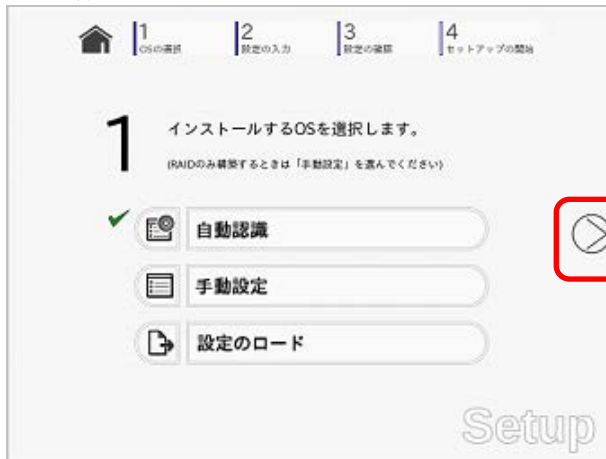 1
OSの選択
2
設定の入力
3
設定の確認
4
セットアップの開始
1
インストールするOSを選択します。
(RAIDのみ構築するときは「手動設定」を選んでください)
自動認識
手動設定
設定のロード
Setup